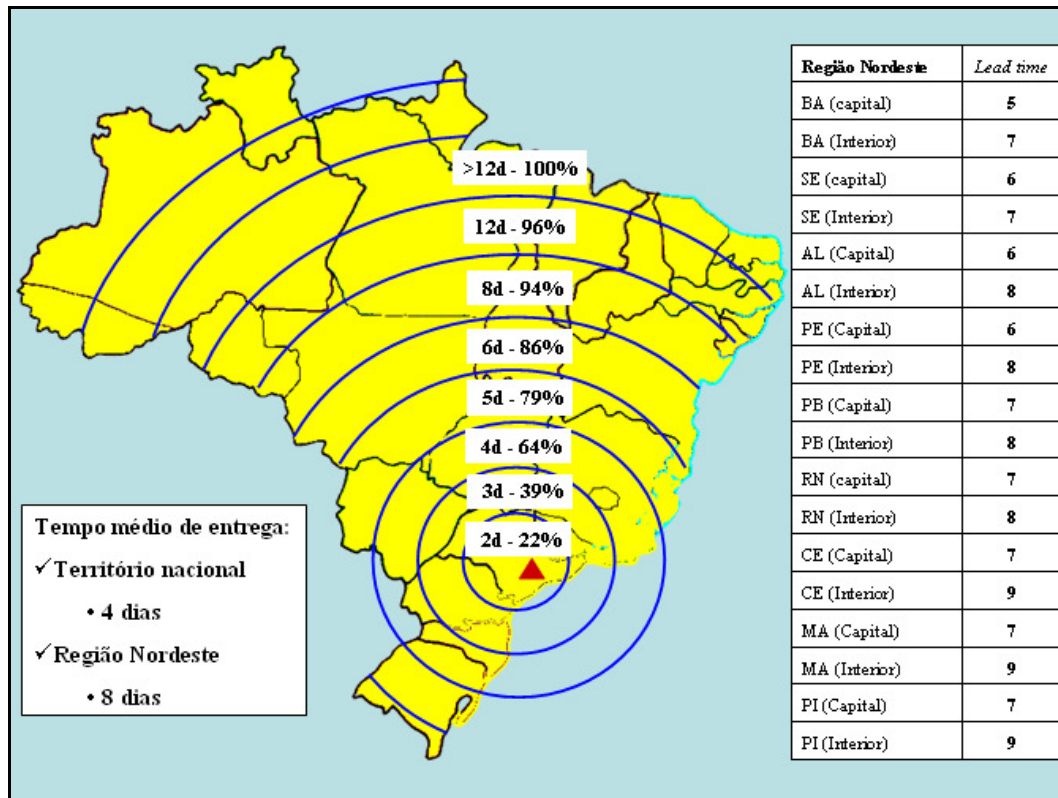 >12d - 100%
12d - 96%
8d - 94%
6d - 86%
5d - 79%
4d - 64%
3d - 39%
2d - 22%
Tempo médio de entrega:
✓Território nacional
• 4 dias
✓Região Nordeste
• 8 dias
Região Nordeste Lead time
BA (capital) 5
BA (Interior) 7
SE (capital) 6
SE (Interior) 7
AL (Capital) 6
AL (Interior) 8
PE (Capital) 6
PE (Interior) 8
PB (Capital) 7
PB (Interior) 8
RN (capital) 7
RN (Interior) 8
CE (Capital) 7
CE (Interior) 9
MA (Capital) 7
MA (Interior) 9
PI (Capital) 7
PI (Interior) 9